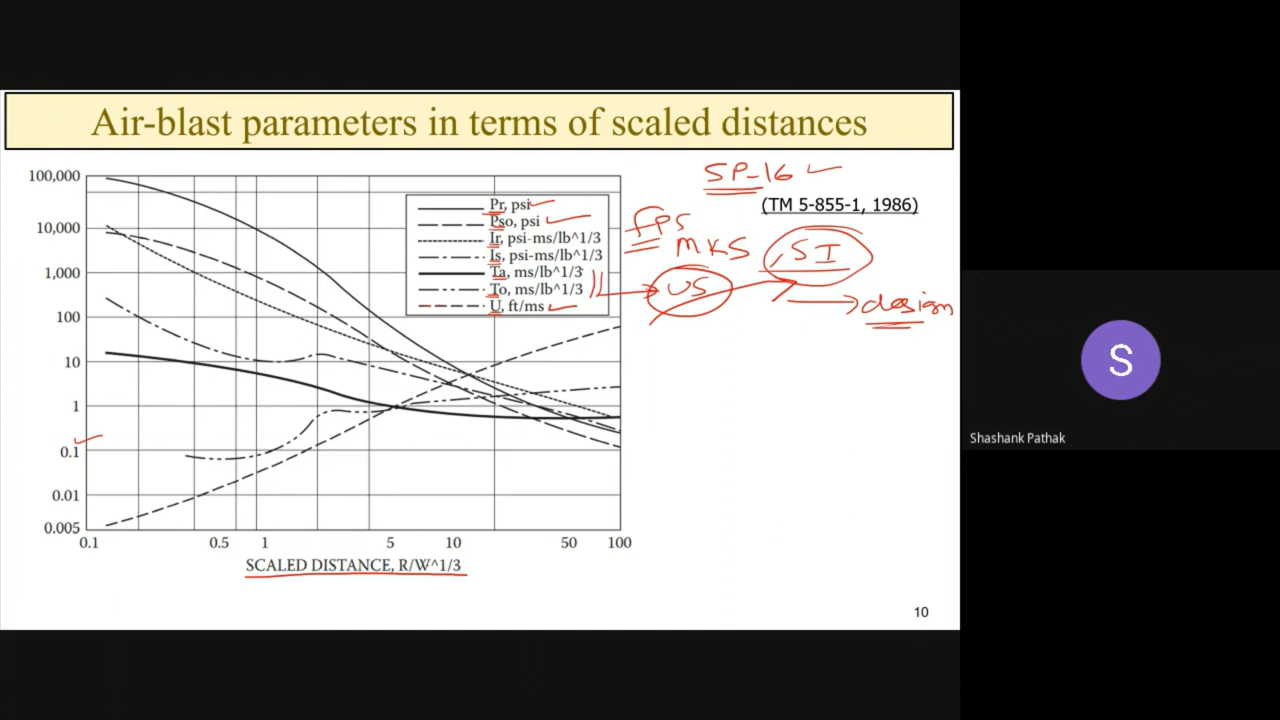 Air-blast parameters in terms of scaled distances
SP-16
(TM 5-855-1, 1986)
fps
MKS
SI
US
design
100,000
10,000
1,000
100
10
1
0.1
0.01
0.005
Pr, psi
Pso, psi
Ir, psi-ms/lb^1/3
Is, psi-ms/lb^1/3
Ta, ms/lb^1/3
To, ms/lb^1/3
U, ft/ms
0.1 0.5 1 5 10 50 100
SCALED DISTANCE, R/W^1/3
10
S
Shashank Pathak